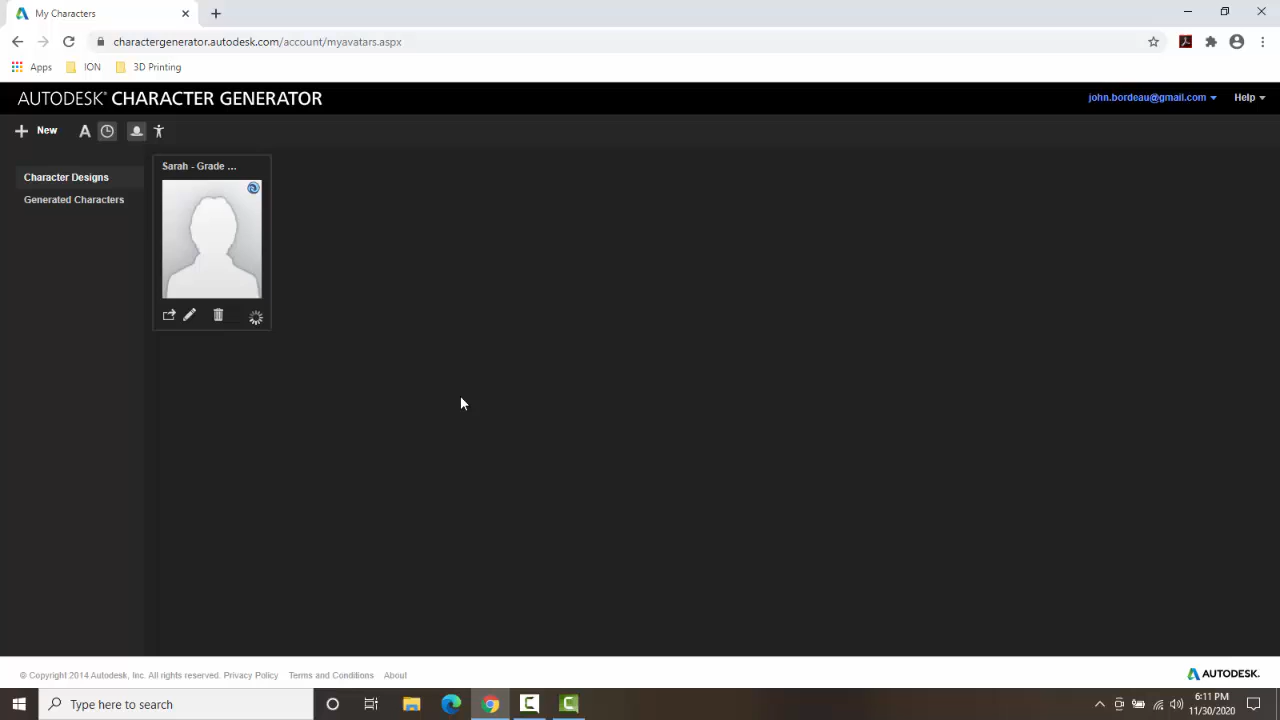 My Characters
charactergenerator.autodesk.com/account/myavatars.aspx
Apps ION 3D Printing
AUTODESK® CHARACTER GENERATOR john.bordeau@gmail.com Help
New A
Character Designs
Generated Characters
Sarah - Grade ...
© Copyright 2014 Autodesk, Inc. All rights reserved. Privacy Policy Terms and Conditions About
AUTODESK.
Type here to search
6:11 PM
11/30/2020